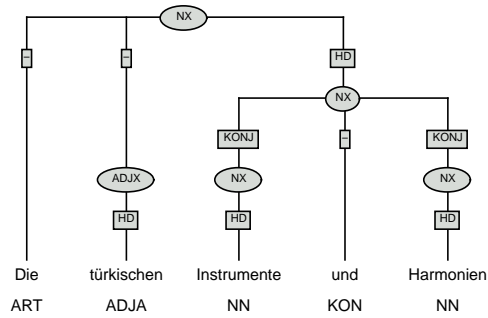 NX
– – HD
NX
KONJ – KONJ
ADJX NX NX
HD HD HD
Die türkischen Instrumente und Harmonien
ART ADJA NN KON NN